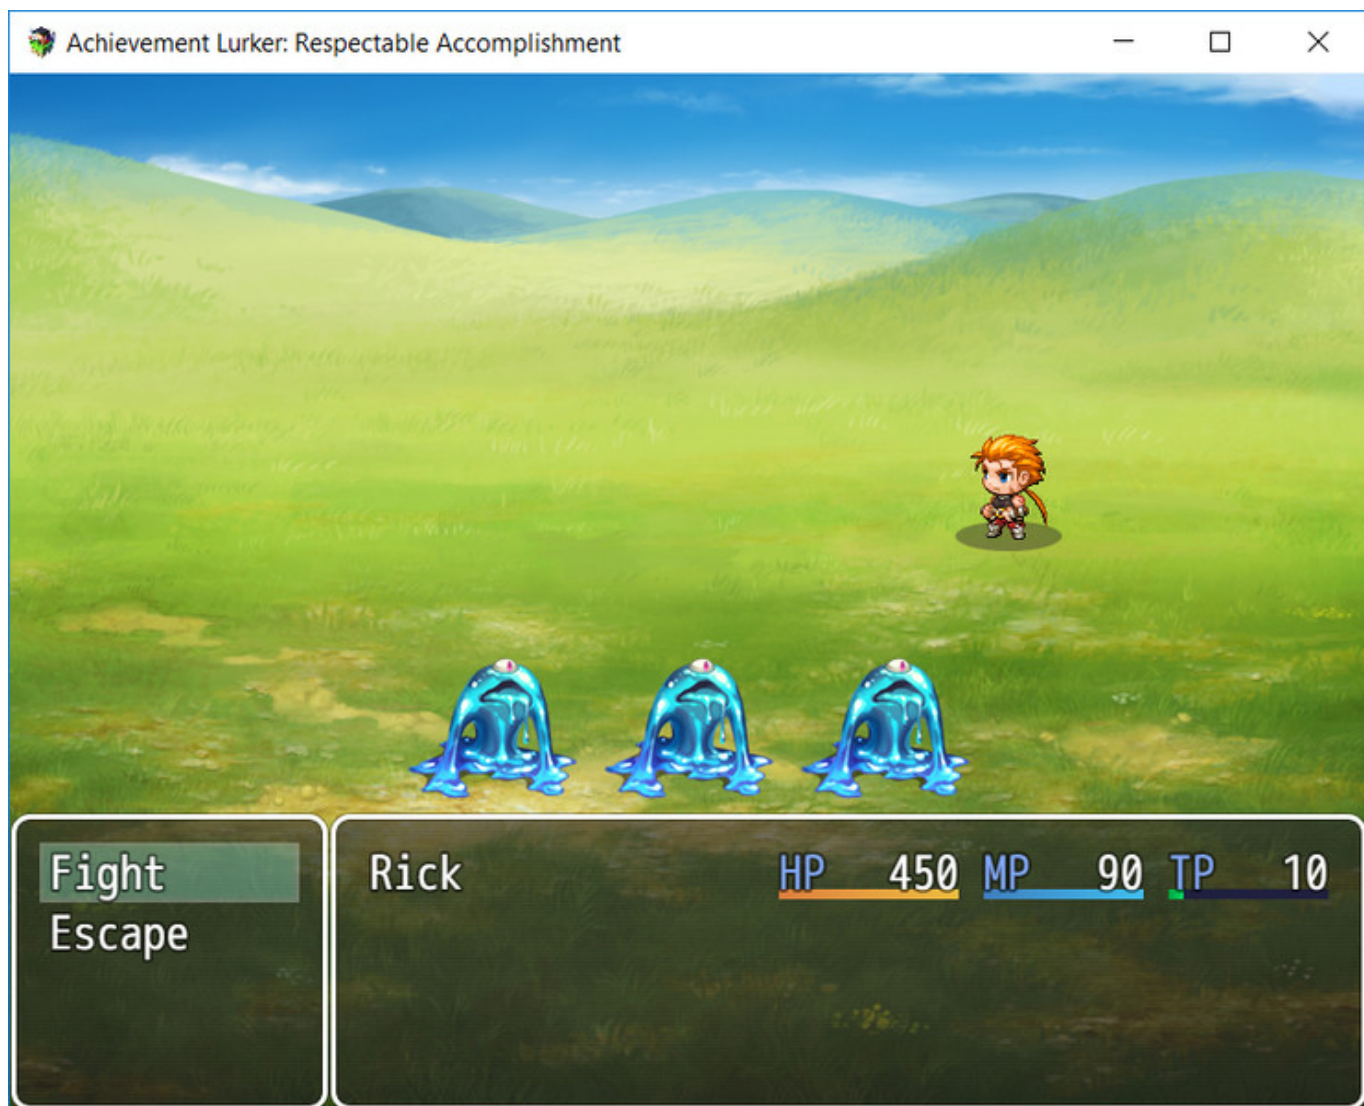 Achievement Lurker: Respectable Accomplishment
Fight
Escape
Rick HP 450 MP 90 TP 10